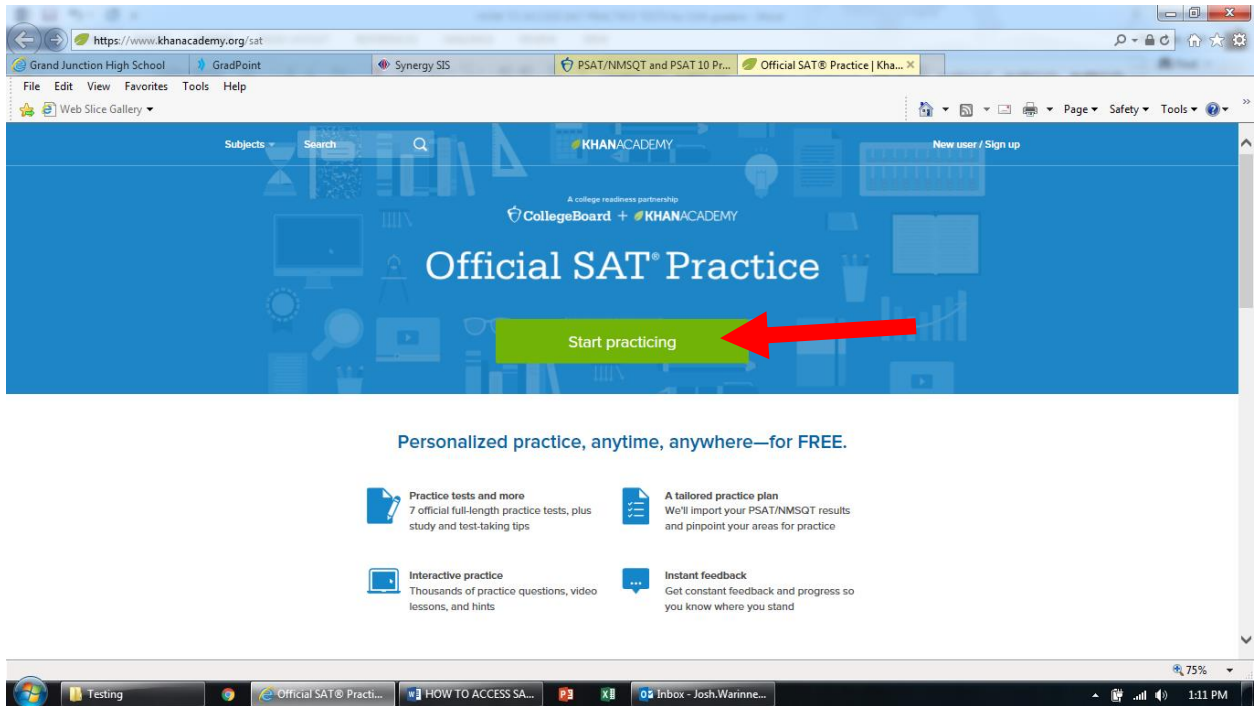 https://www.khanacademy.org/sat
Grand Junction High School
GradPoint
Synergy SIS
PSAT/NMSQT and PSAT 10 Pr...
Official SAT® Practice | Kha...
File Edit View Favorites Tools Help
Web Slice Gallery
Page Safety Tools
Subjects
Search
KHANACADEMY
New user / Sign up
A college readiness partnership
CollegeBoard + KHANACADEMY
Official SAT® Practice
Start practicing
Personalized practice, anytime, anywhere—for FREE.
Practice tests and more
7 official full-length practice tests, plus
study and test-taking tips
A tailored practice plan
We'll import your PSAT/NMSQT results
and pinpoint your areas for practice
Interactive practice
Thousands of practice questions, video
lessons, and hints
Instant feedback
Get constant feedback and progress so
you know where you stand
75%
Testing
Official SAT® Practi...
HOW TO ACCESS SA...
Inbox - Josh.Warinne...
1:11 PM